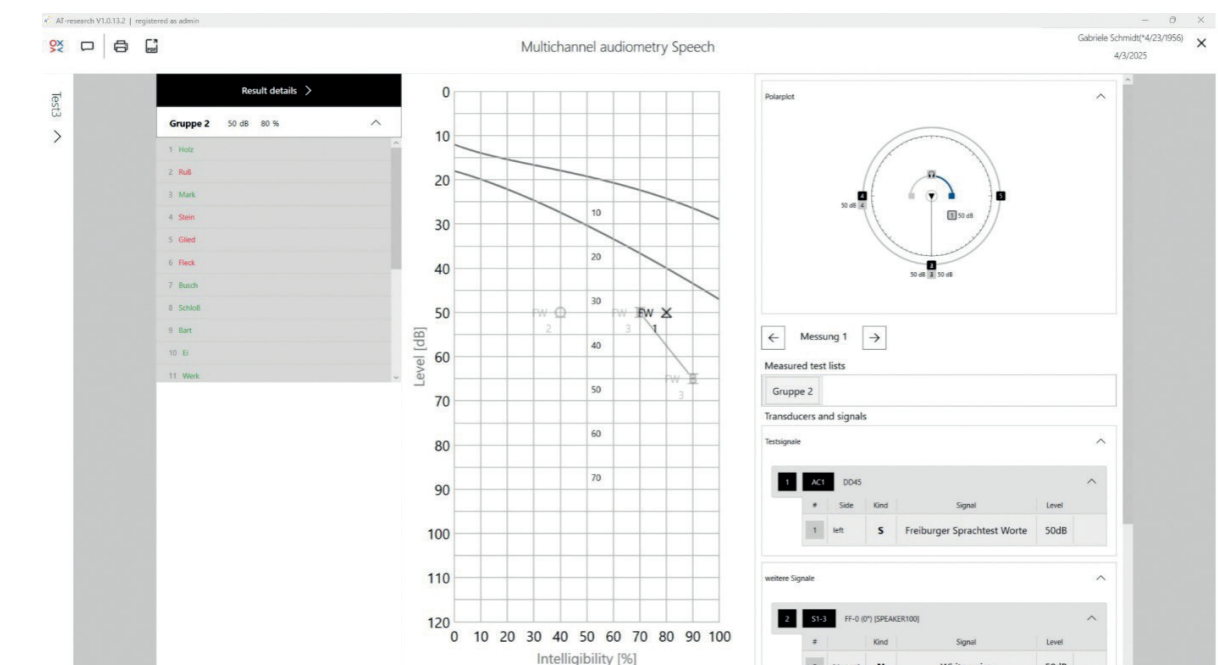 AT-research V1.0.13.2 | registered as admin
Multichannel audiometry Speech
Gabriele Schmidt(*4/23/1956)
4/3/2025
Test3
Result details
Gruppe 2 50 dB 80 %
1 Holz
2 Ruß
3 Mark
4 Stein
5 Glied
6 Fleck
7 Busch
8 Schloß
9 Bart
10 Ei
11 Werk
Level [dB]
0
10
20
30
40
50
60
70
80
90
100
110
120
10
20
30
40
50
60
70
FW
2
FW
3
FW
1
FW
3
0 10 20 30 40 50 60 70 80 90 100
Intelligibility [%]
Polarplot
4
50 dB 4
5
1 50 dB
50 dB 2 50 dB
Messung 1
Measured test lists
Gruppe 2
Transducers and signals
Testsignale
1 AC1 DD45
# Side Kind Signal Level
1 left S Freiburger Sprachtest Worte 50dB
weitere Signale
2 S1-3 FF-0 (0°) [SPEAKER100]
# Kind Signal Level